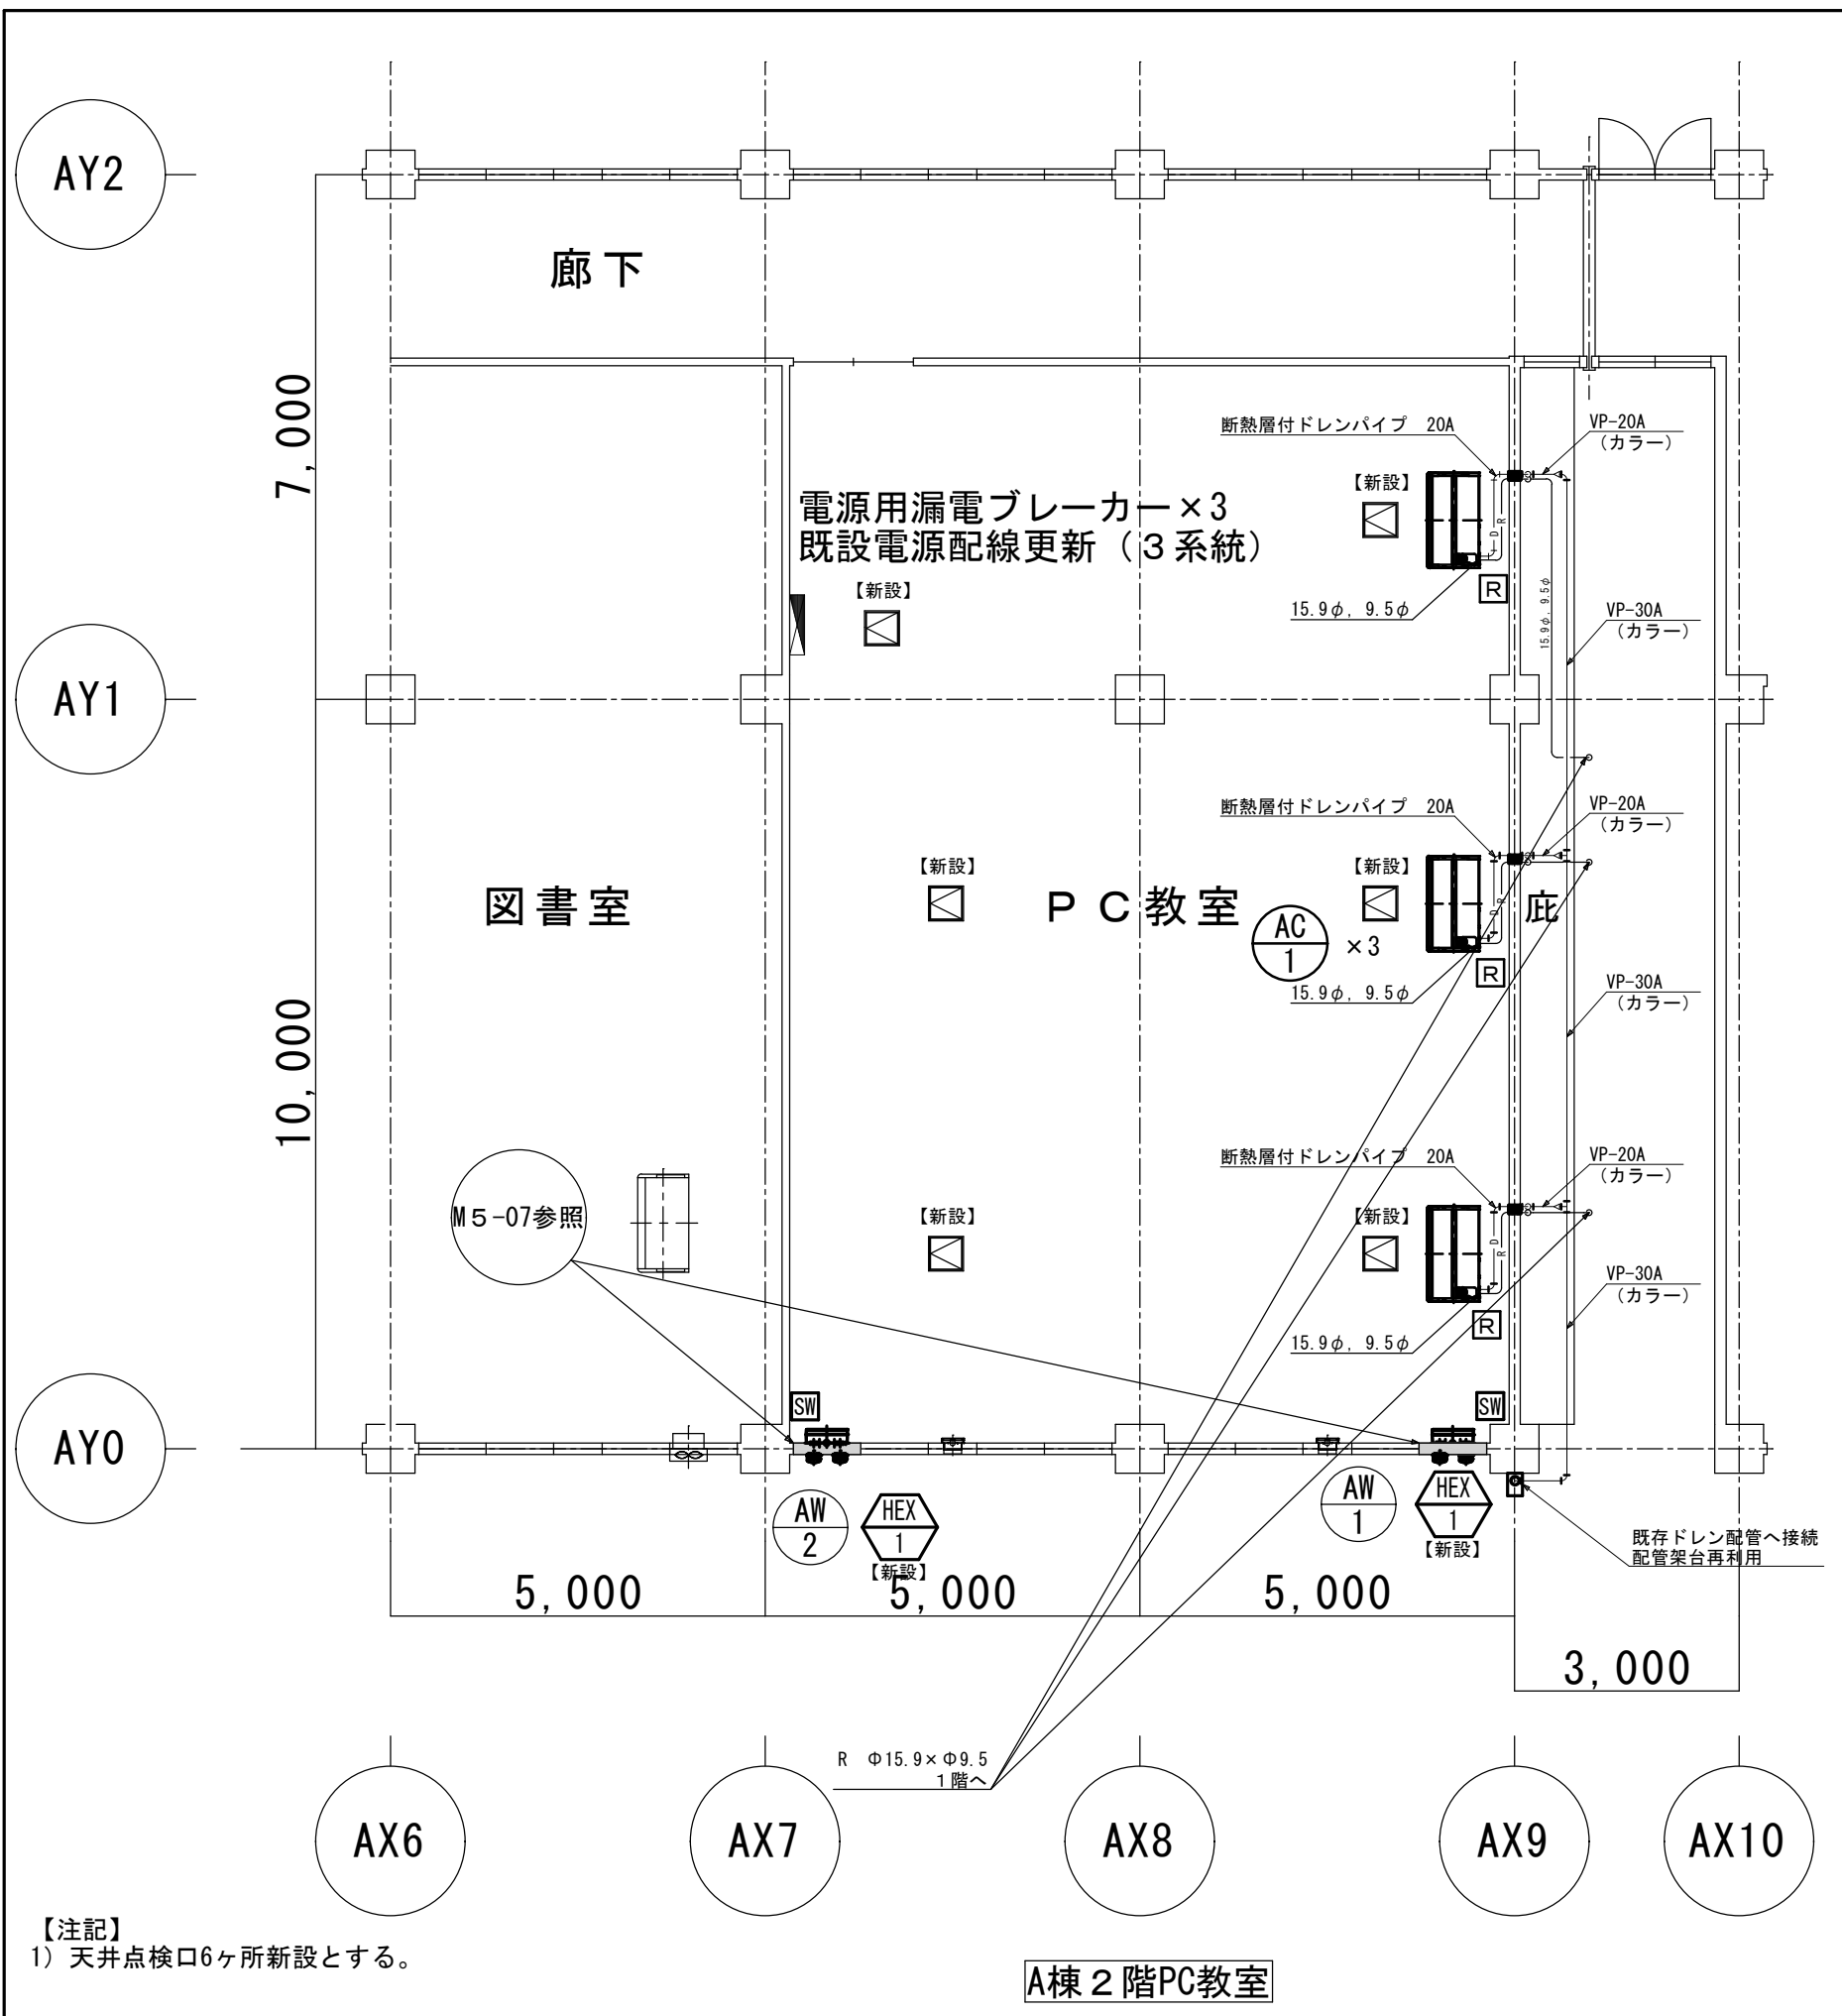 AY2
廊下
7,000
断熱層付ドレンパイプ 20A
VP-20A
(カラー)
【新設】
電源用漏電ブレーカー×3
既設電源配線更新（３系統）
D
R
R
15.9φ, 9.5φ
15.9φ, 9.5φ
VP-30A
(カラー)
【新設】
AY1
断熱層付ドレンパイプ 20A
VP-20A
(カラー)
【新設】
【新設】
図書室
ＰＣ教室
庇
AC
1
×3
D
R
R
15.9φ, 9.5φ
VP-30A
(カラー)
10,000
断熱層付ドレンパイプ 20A
VP-20A
(カラー)
M５-07参照
【新設】
【新設】
D
R
R
15.9φ, 9.5φ
VP-30A
(カラー)
SW
SW
AY0
AW
2
HEX
1
【新設】
AW
1
HEX
1
【新設】
既存ドレン配管へ接続
配管架台再利用
5,000
5,000
5,000
3,000
R Φ15.9×Φ9.5
１階へ
AX6
AX7
AX8
AX9
AX10
【注記】
1) 天井点検口6ヶ所新設とする。
A棟２階PC教室